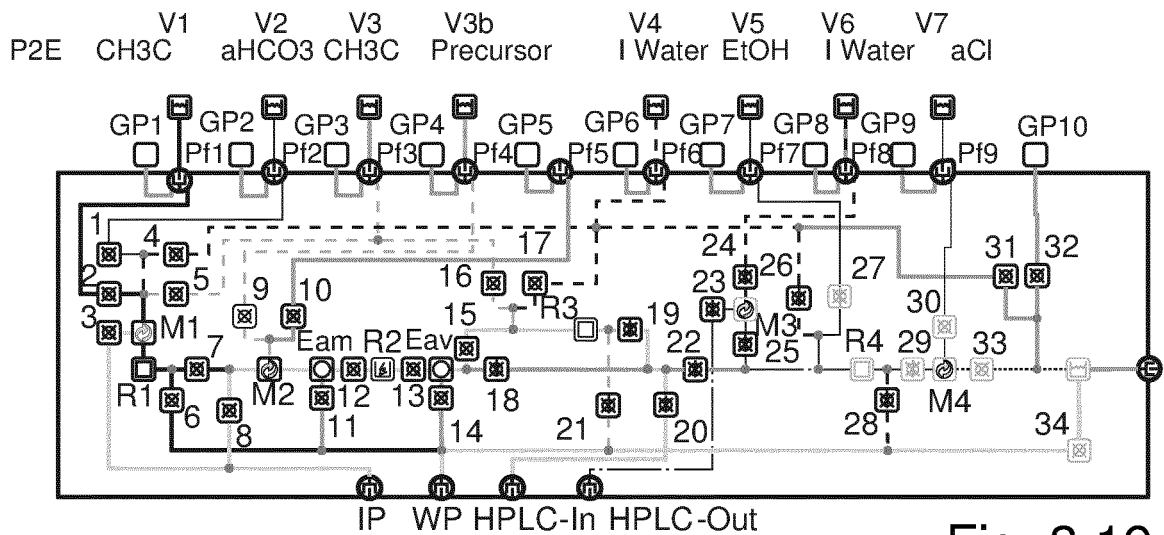 V1 V2 V3 V3b V4 V5 V6 V7
P2E CH3C aHCO3 CH3C Precursor I Water EtOH I Water aCl
GP1 GP2 GP3 GP4 GP5 GP6 GP7 GP8 GP9 GP10
Pf1 Pf2 Pf3 Pf4 Pf5 Pf6 Pf7 Pf8 Pf9
1 4 17 24 31 32
2 5 9 10 16 R3 23 26 27
3 M1 15 19 M3 30
7 Eam R2 Eav 22 25 R4 29 33
R1 M2 12 13 18 M4
6 8 11 14 21 20 28 34
IP WP HPLC-In HPLC-Out